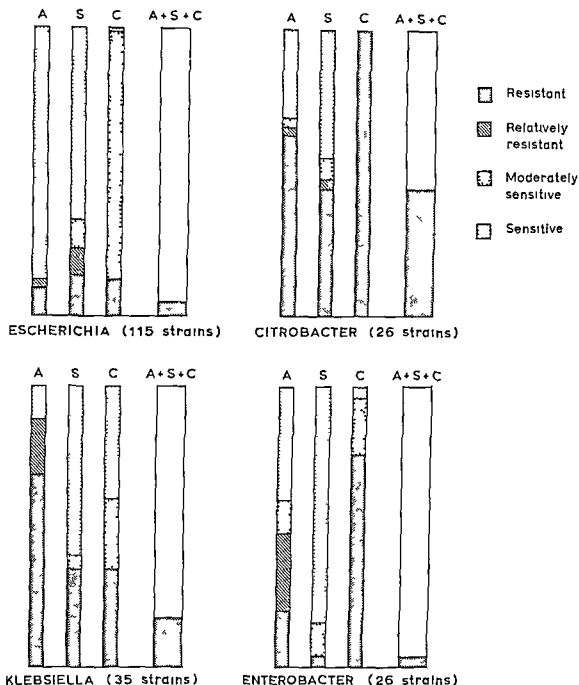 A S C A+S+C
A S C A+S+C
Resistant
Relatively
resistant
Moderately
sensitive
Sensitive
ESCHERICHIA (115 strains)
CITROBACTER (26 strains)
A S C A+S+C
A S C A+S+C
KLEBSIELLA (35 strains)
ENTEROBACTER (26 strains)